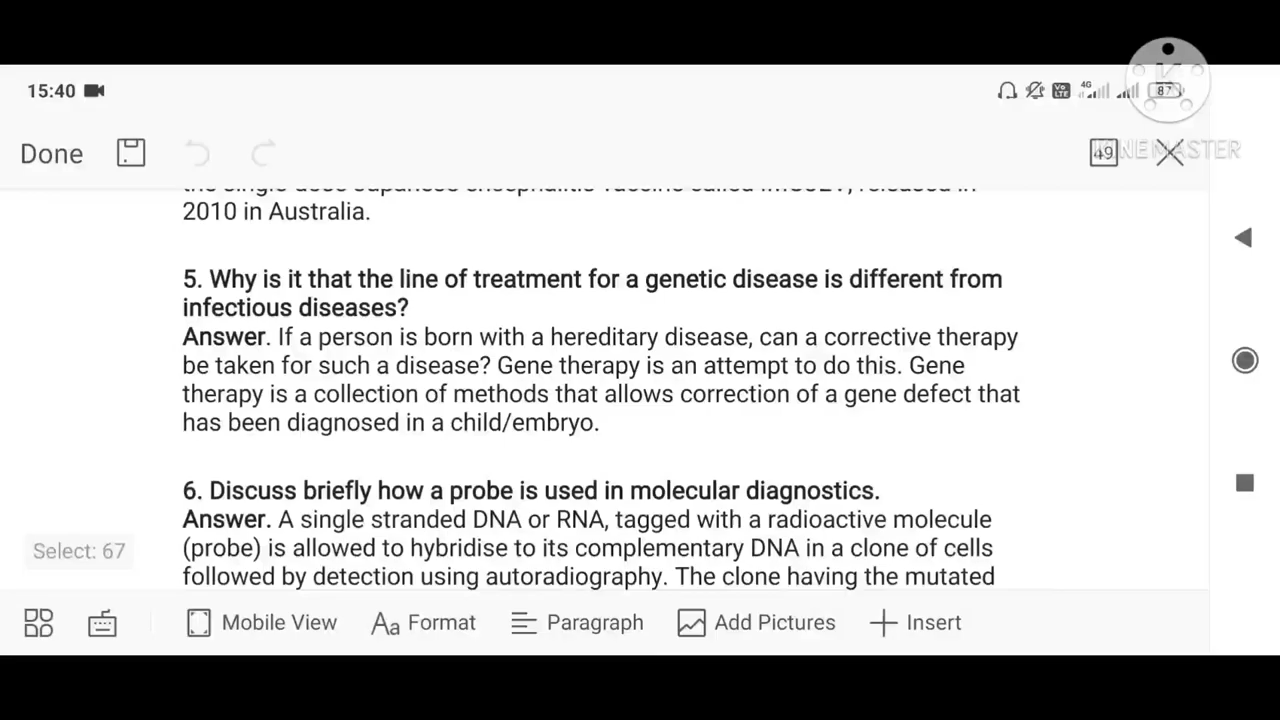 15:40
4G
87
Done
49
KINEMASTER
2010 in Australia.
5. Why is it that the line of treatment for a genetic disease is different from
infectious diseases?
Answer. If a person is born with a hereditary disease, can a corrective therapy
be taken for such a disease? Gene therapy is an attempt to do this. Gene
therapy is a collection of methods that allows correction of a gene defect that
has been diagnosed in a child/embryo.
6. Discuss briefly how a probe is used in molecular diagnostics.
Answer. A single stranded DNA or RNA, tagged with a radioactive molecule
(probe) is allowed to hybridise to its complementary DNA in a clone of cells
followed by detection using autoradiography. The clone having the mutated
Select: 67
Mobile View
Aa Format
Paragraph
Add Pictures
Insert